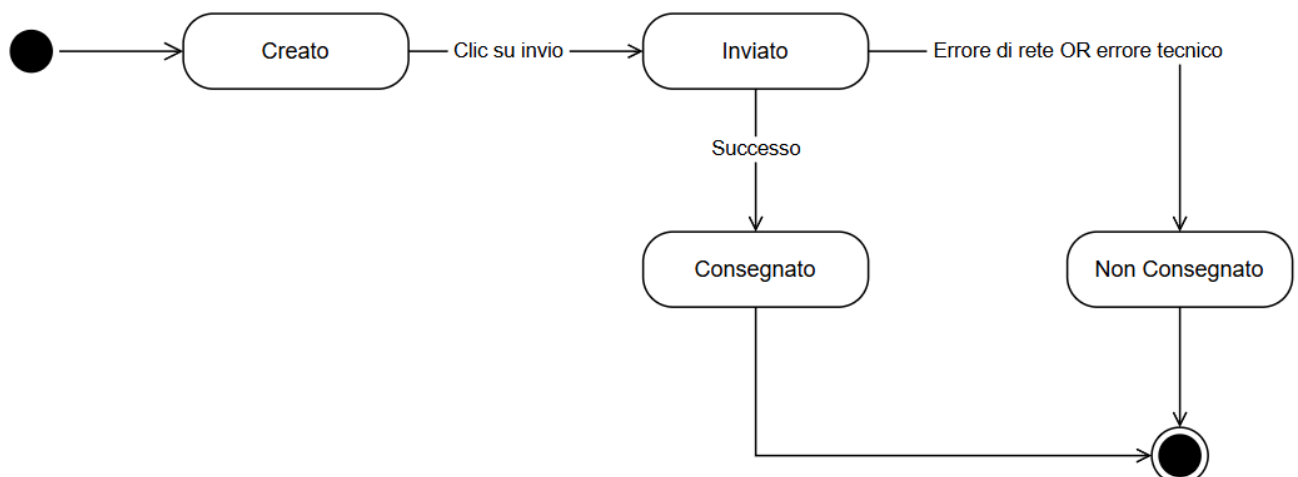 Creato
Clic su invio
Inviato
Errore di rete OR errore tecnico
Successo
Consegnato
Non Consegnato